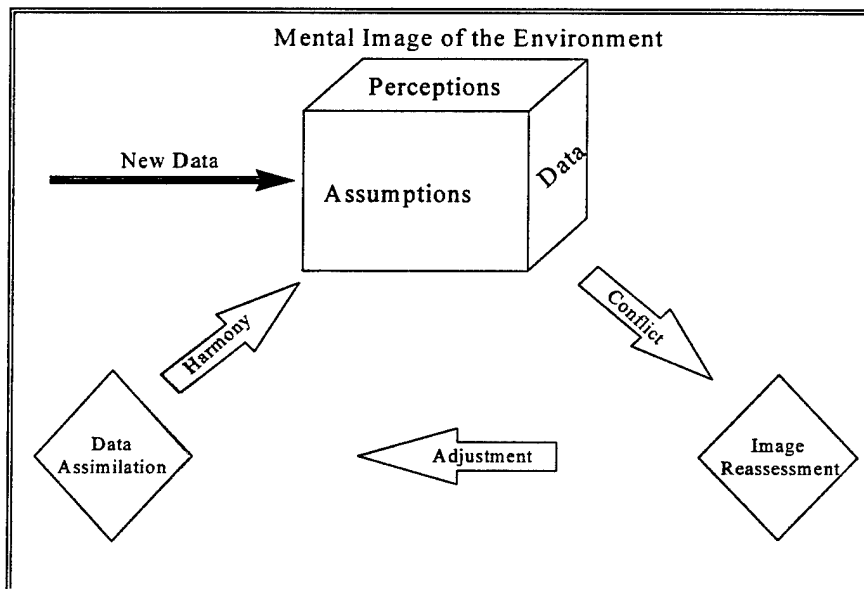 Mental Image of the Environment
Perceptions
New Data
Assumptions
Data
Harmony
Conflict
Data
Assimilation
Adjustment
Image
Reassessment